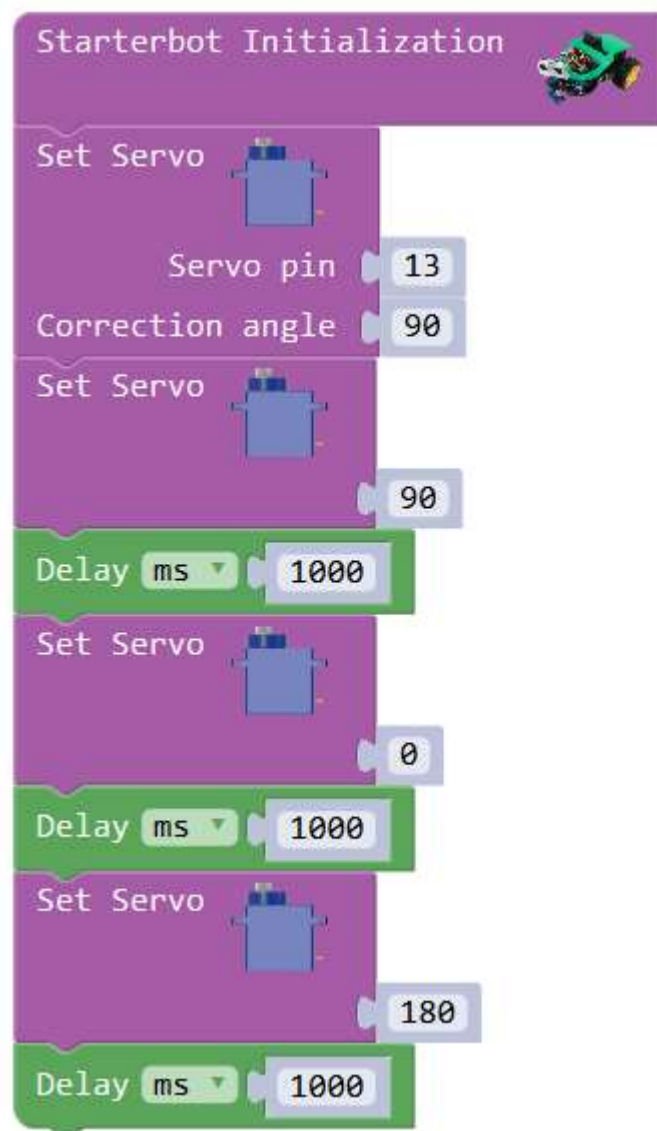 Starterbot Initialization
Set Servo
Servo pin 13
Correction angle 90
Set Servo
90
Delay ms 1000
Set Servo
0
Delay ms 1000
Set Servo
180
Delay ms 1000